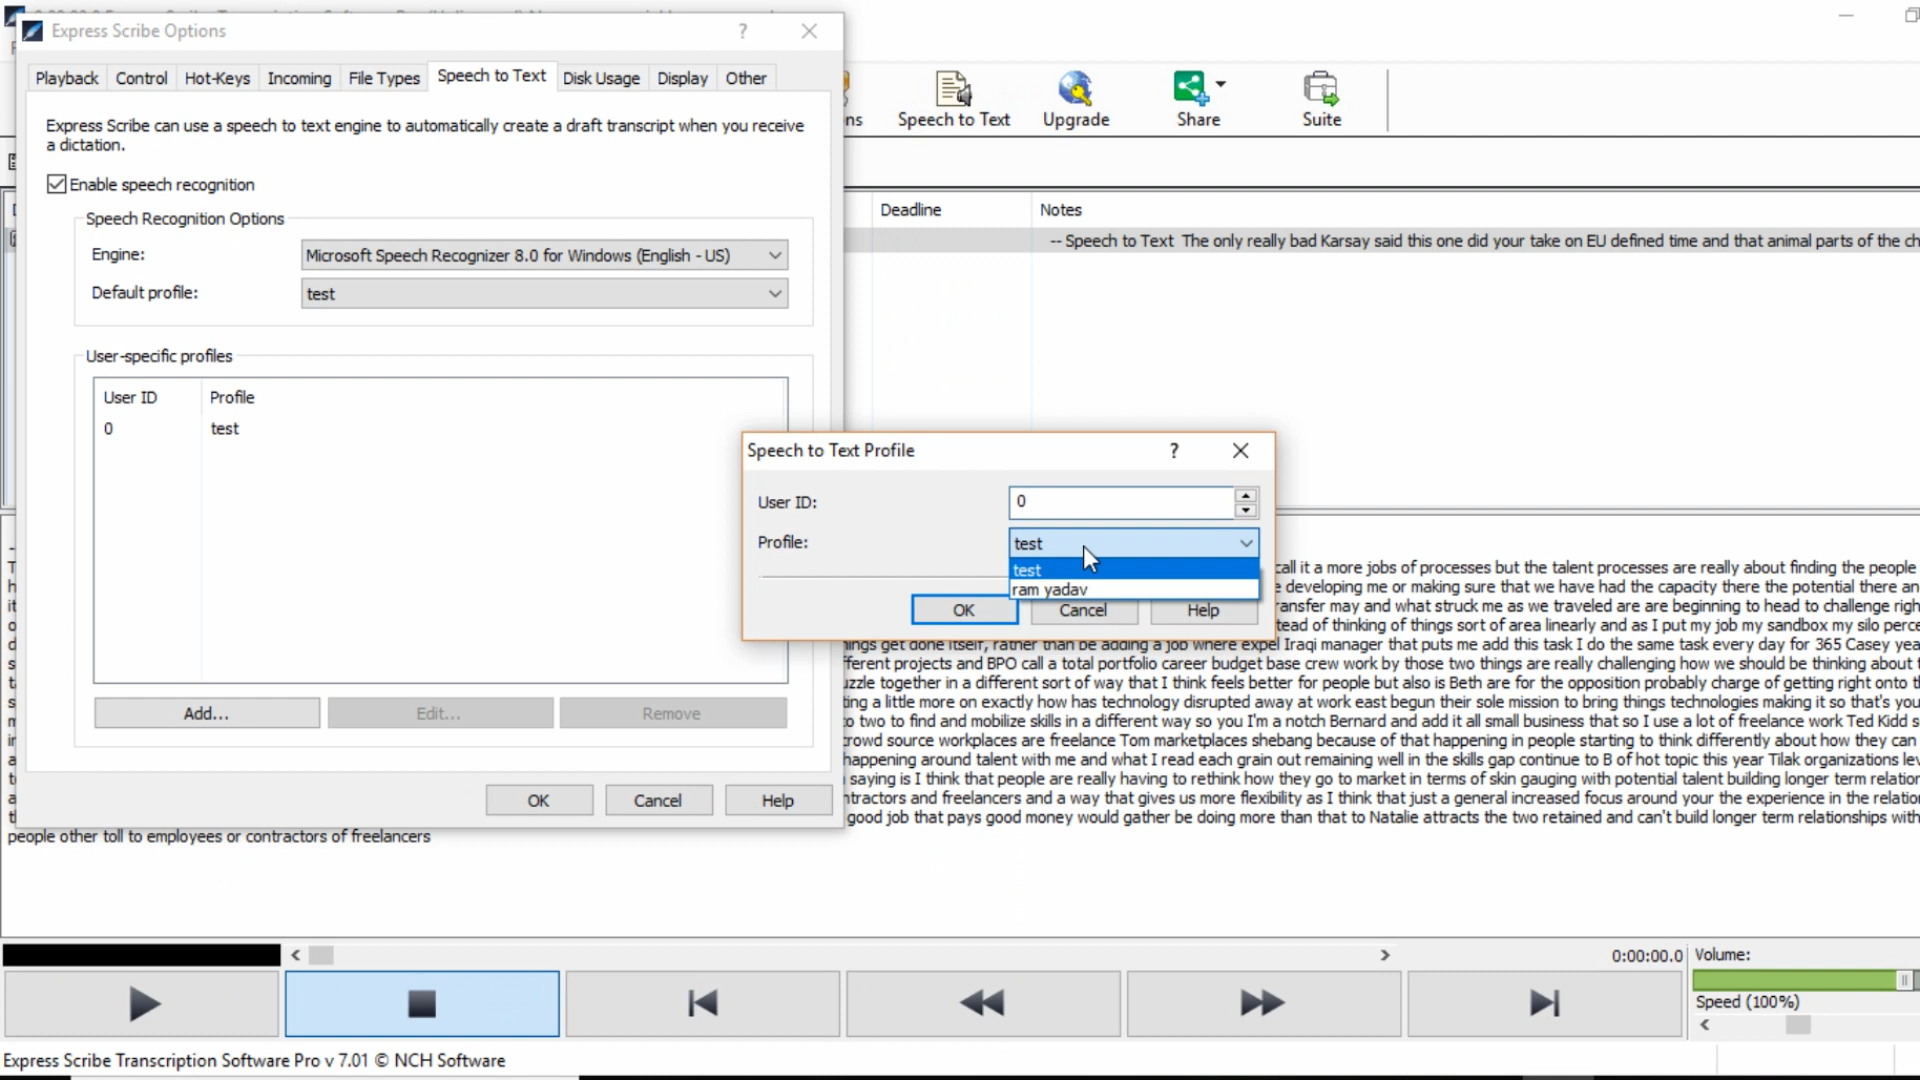 Express Scribe Options
Playback Control Hot-Keys Incoming File Types Speech to Text Disk Usage Display Other
Express Scribe can use a speech to text engine to automatically create a draft transcript when you receive
a dictation.
Enable speech recognition
Speech Recognition Options
Engine: Microsoft Speech Recognizer 8.0 for Windows (English - US)
Default profile: test
User-specific profiles
User ID Profile
0 test
Add... Edit... Remove
OK Cancel Help
ns Speech to Text Upgrade Share Suite
Deadline Notes
-- Speech to Text The only really bad Karsay said this one did your take on EU defined time and that animal parts of the ch
Speech to Text Profile
User ID: 0
Profile: test
test
ram yadav
OK Cancel Help
call it a more jobs of processes but the talent processes are really about finding the people
e developing me or making sure that we have had the capacity there the potential there an
ransfer may and what struck me as we traveled are are beginning to head to challenge righ
tead of thinking of things sort of area linearly and as I put my job my sandbox my silo perce
ings get done itself, rather than be adding a job where expel Iraqi manager that puts me add this task I do the same task every day for 365 Casey yea
fferent projects and BPO call a total portfolio career budget base crew work by those two things are really challenging how we should be thinking about t
uzzle together in a different sort of way that I think feels better for people but also is Beth are for the opposition probably charge of getting right onto th
ting a little more on exactly how has technology disrupted away at work east begun their sole mission to bring things technologies making it so that's you
o two to find and mobilize skills in a different way so you I'm a notch Bernard and add it all small business that so I use a lot of freelance work Ted Kidd s
crowd source workplaces are freelance Tom marketplaces shebang because of that happening in people starting to think differently about how they can
happening around talent with me and what I read each grain out remaining well in the skills gap continue to B of hot topic this year Tilak organizations lev
saying is I think that people are really having to rethink how they go to market in terms of skin gauging with potential talent building longer term relation
ntractors and freelancers and a way that gives us more flexibility as I think that just a general increased focus around your the experience in the relation
good job that pays good money would gather be doing more than that to Natalie attracts the two retained and can't build longer term relationships with
people other toll to employees or contractors of freelancers
0:00:00.0 Volume:
Speed (100%)
Express Scribe Transcription Software Pro v 7.01 © NCH Software